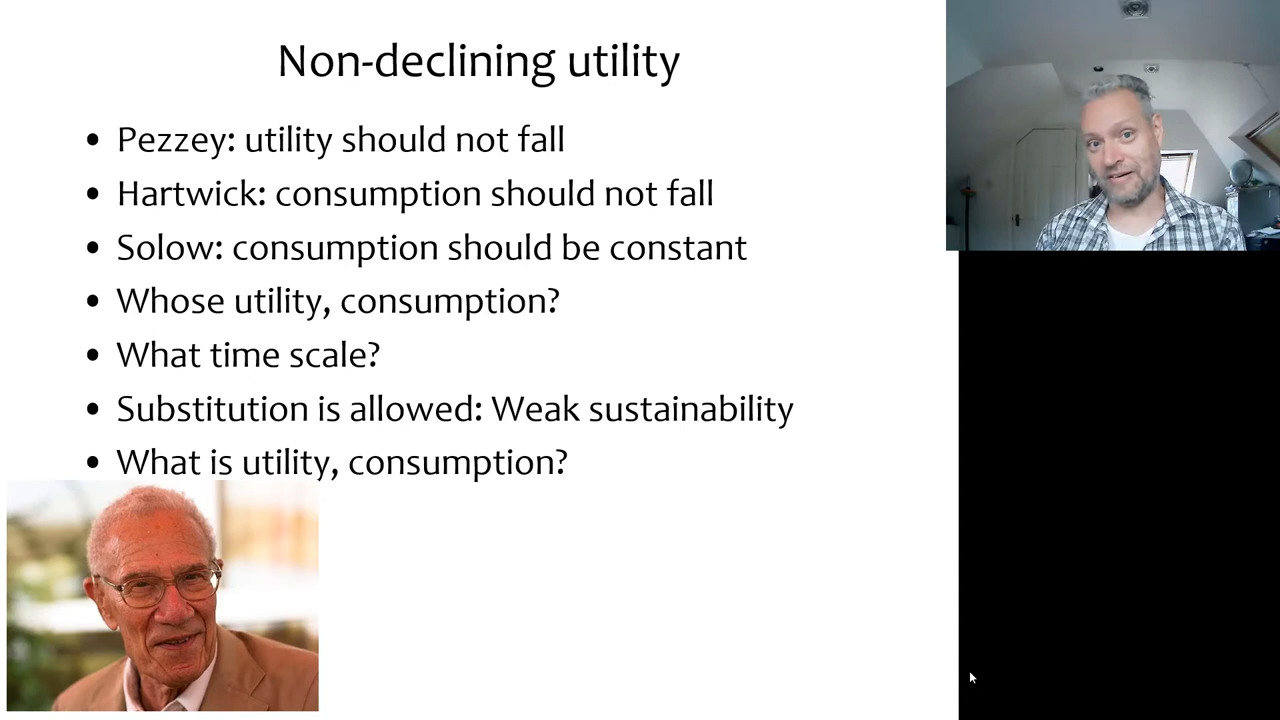 Non-declining utility
• Pezzey: utility should not fall
• Hartwick: consumption should not fall
• Solow: consumption should be constant
• Whose utility, consumption?
• What time scale?
• Substitution is allowed: Weak sustainability
• What is utility, consumption?